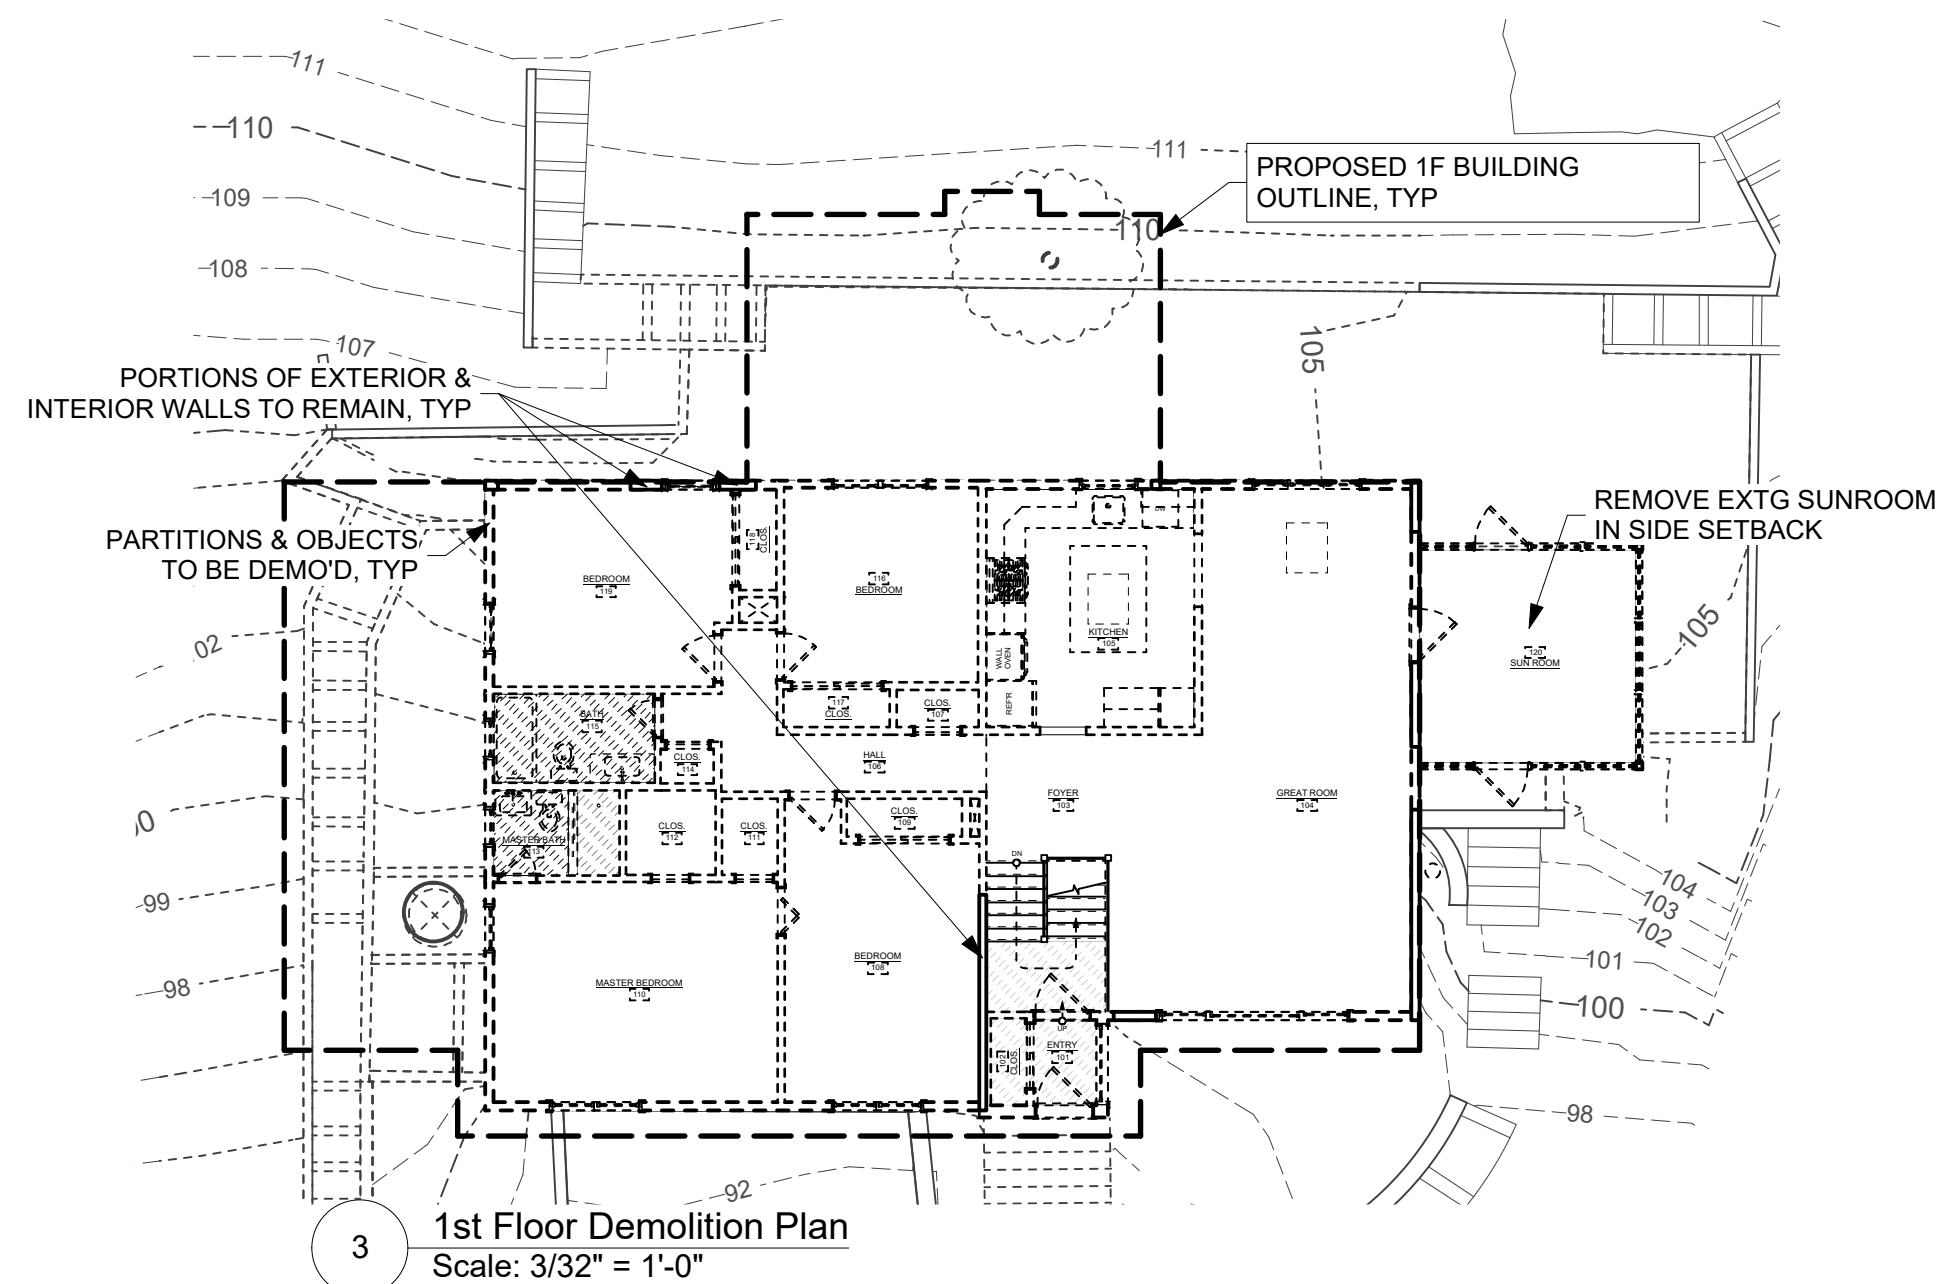 111
110
109
108
107
111
PROPOSED 1F BUILDING
OUTLINE, TYP
110
105
PORTIONS OF EXTERIOR &
INTERIOR WALLS TO REMAIN, TYP
PARTITIONS & OBJECTS
TO BE DEMO'D, TYP
REMOVE EXTG SUNROOM
IN SIDE SETBACK
BEDROOM
119
118
CLOS.
116
BEDROOM
KITCHEN
105
WALL
OVEN
REF'R
DW
120
SUN ROOM
105
02
BATH
115
117
CLOS.
CLOS.
107
CLOS.
114
HALL
106
FOYER
103
GREAT ROOM
104
MASTER BATH
113
CLOS.
112
CLOS.
111
CLOS.
109
DN
00
99
98
104
103
102
101
100
98
MASTER BEDROOM
110
BEDROOM
108
UP
102
CLOS.
ENTRY
101
92
3
1st Floor Demolition Plan
Scale: 3/32" = 1'-0"